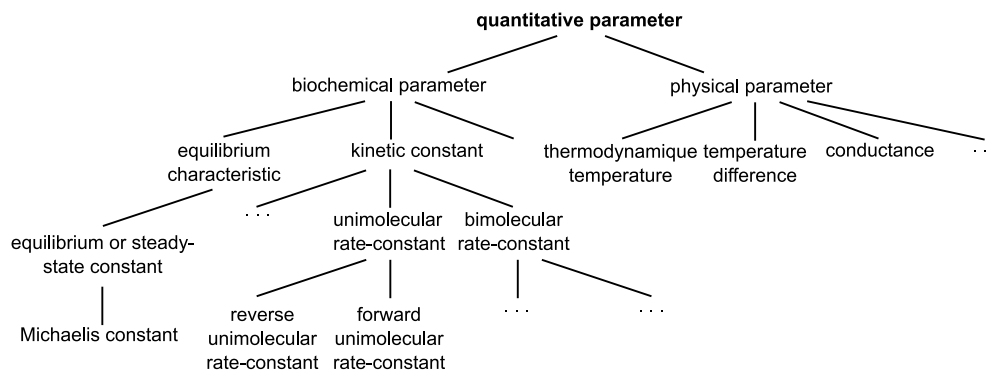 quantitative parameter
biochemical parameter
physical parameter
equilibrium
characteristic
kinetic constant
thermodynamique
temperature
temperature
difference
conductance
. .
. . .
unimolecular
rate-constant
bimolecular
rate-constant
equilibrium or steady-
state constant
Michaelis constant
reverse
unimolecular
rate-constant
forward
unimolecular
rate-constant
. . .
. . .